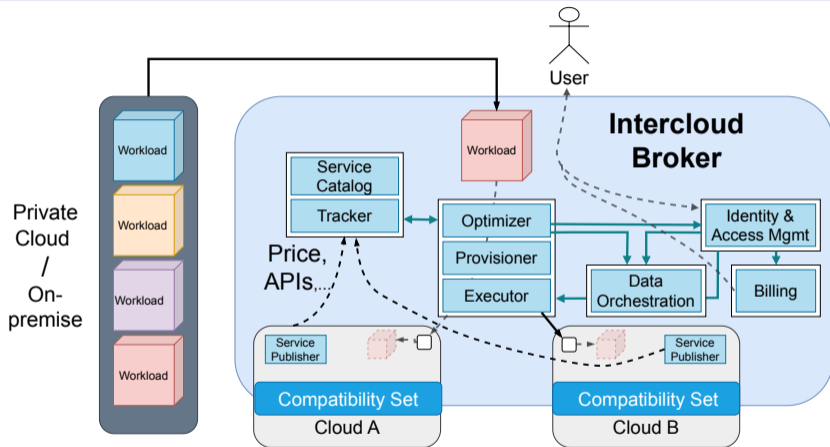 User
Intercloud
Broker
Workload
Workload
Workload
Workload
Workload
Private
Cloud
/
On-
premise
Service
Catalog
Tracker
Price,
APIs,...
Optimizer
Provisioner
Executor
Identity &
Access Mgmt
Data
Orchestration
Billing
Service
Publisher
Compatibility Set
Cloud A
Service
Publisher
Compatibility Set
Cloud B